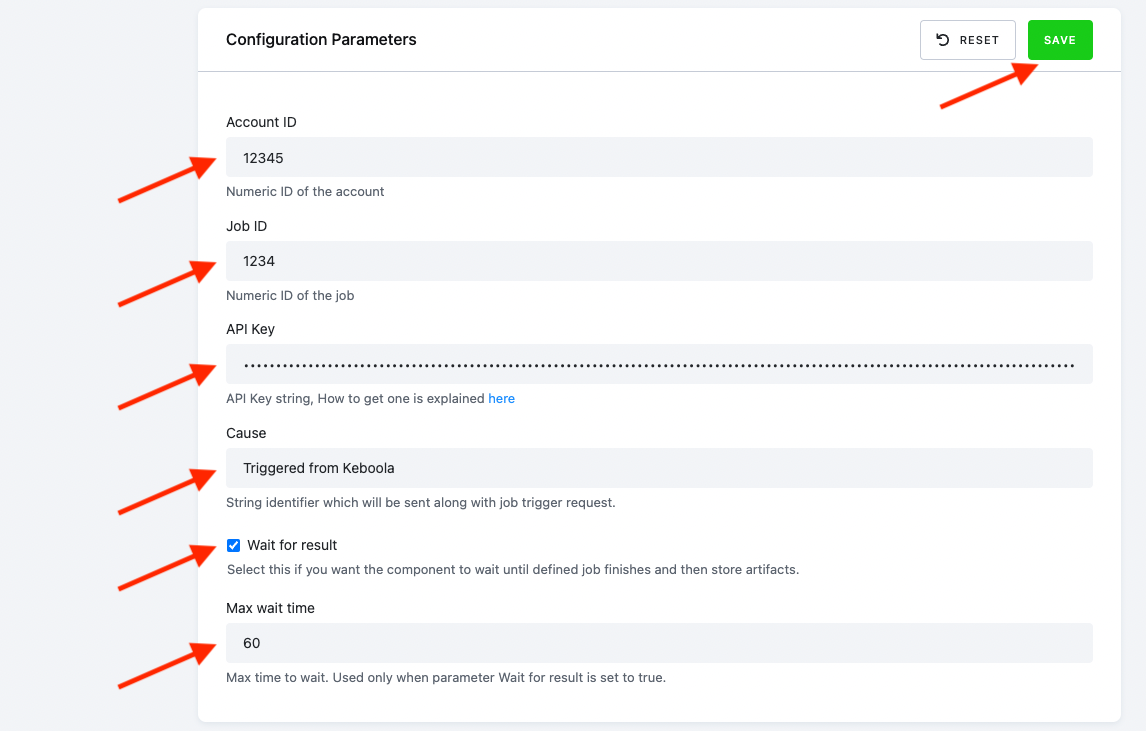 Configuration Parameters
RESET
SAVE
Account ID
12345
Numeric ID of the account
Job ID
1234
Numeric ID of the job
API Key
API Key string, How to get one is explained here
Cause
Triggered from Keboola
String identifier which will be sent along with job trigger request.
Wait for result
Select this if you want the component to wait until defined job finishes and then store artifacts.
Max wait time
60
Max time to wait. Used only when parameter Wait for result is set to true.